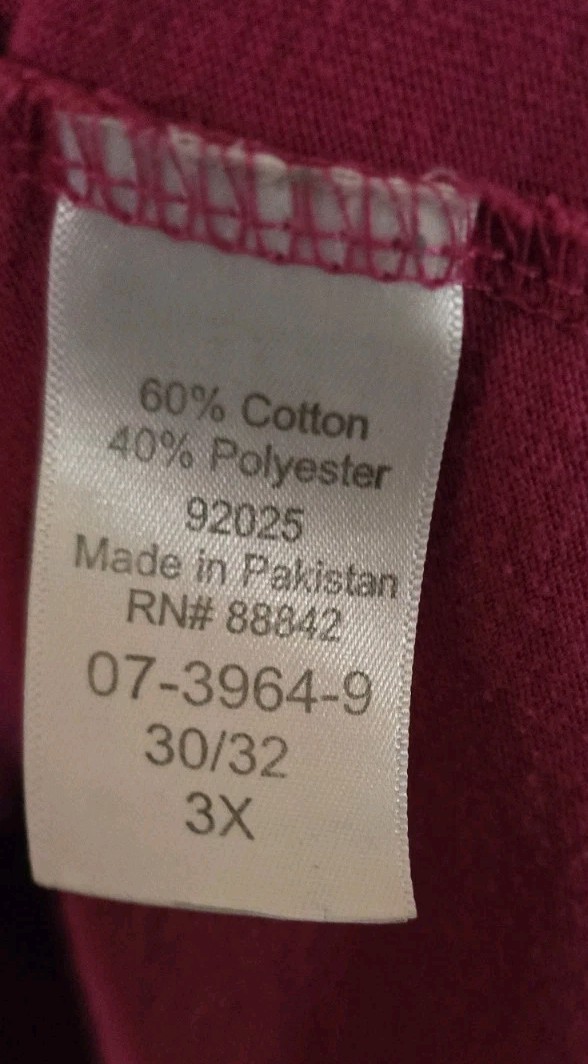 60% Cotton
40% Polyester
92025
Made in Pakistan
RN# 88842
07-3964-9
30/32
3X